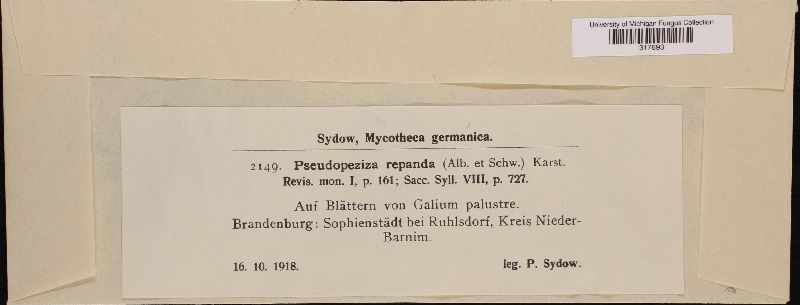 University of Michigan Fungus Collection
317693
Sydow, Mycotheca germanica.
2149. Pseudopeziza repanda (Alb. et Schw.) Karst.
Revis. mon. I, p. 161; Sacc. Syll. VIII, p. 727.
Auf Blättern von Galium palustre.
Brandenburg: Sophienstädt bei Ruhlsdorf, Kreis Nieder-
Barnim.
16. 10. 1918. leg. P. Sydow.